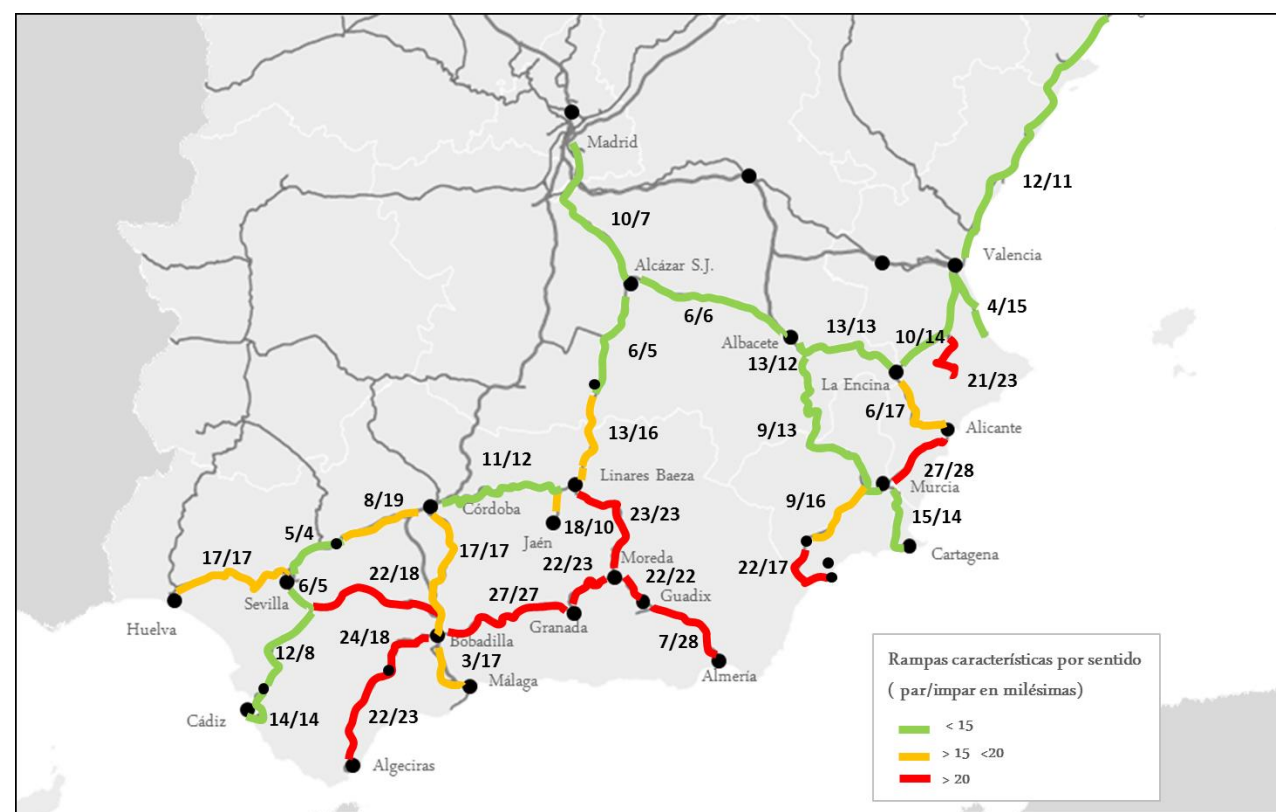 Madrid
12/11
10/7
Valencia
Alcázar S.J.
4/15
6/6
13/13
10/14
Albacete
6/5
13/12
21/23
La Encina
6/17
9/13
Alicante
13/16
11/12
27/28
Linares Baeza
Murcia
8/19
9/16
Córdoba
23/23
15/14
5/4
18/10
Jaén
Cartagena
17/17
17/17
Moreda
22/23
22/17
6/5
22/18
22/22
Sevilla
Guadix
27/27
Huelva
Granada
24/18
Bobadilla
7/28
12/8
3/17
Almería
Málaga
Cádiz
14/14
22/23
Algeciras
Rampas características por sentido
( par/impar en milésimas)
< 15
> 15 <20
> 20